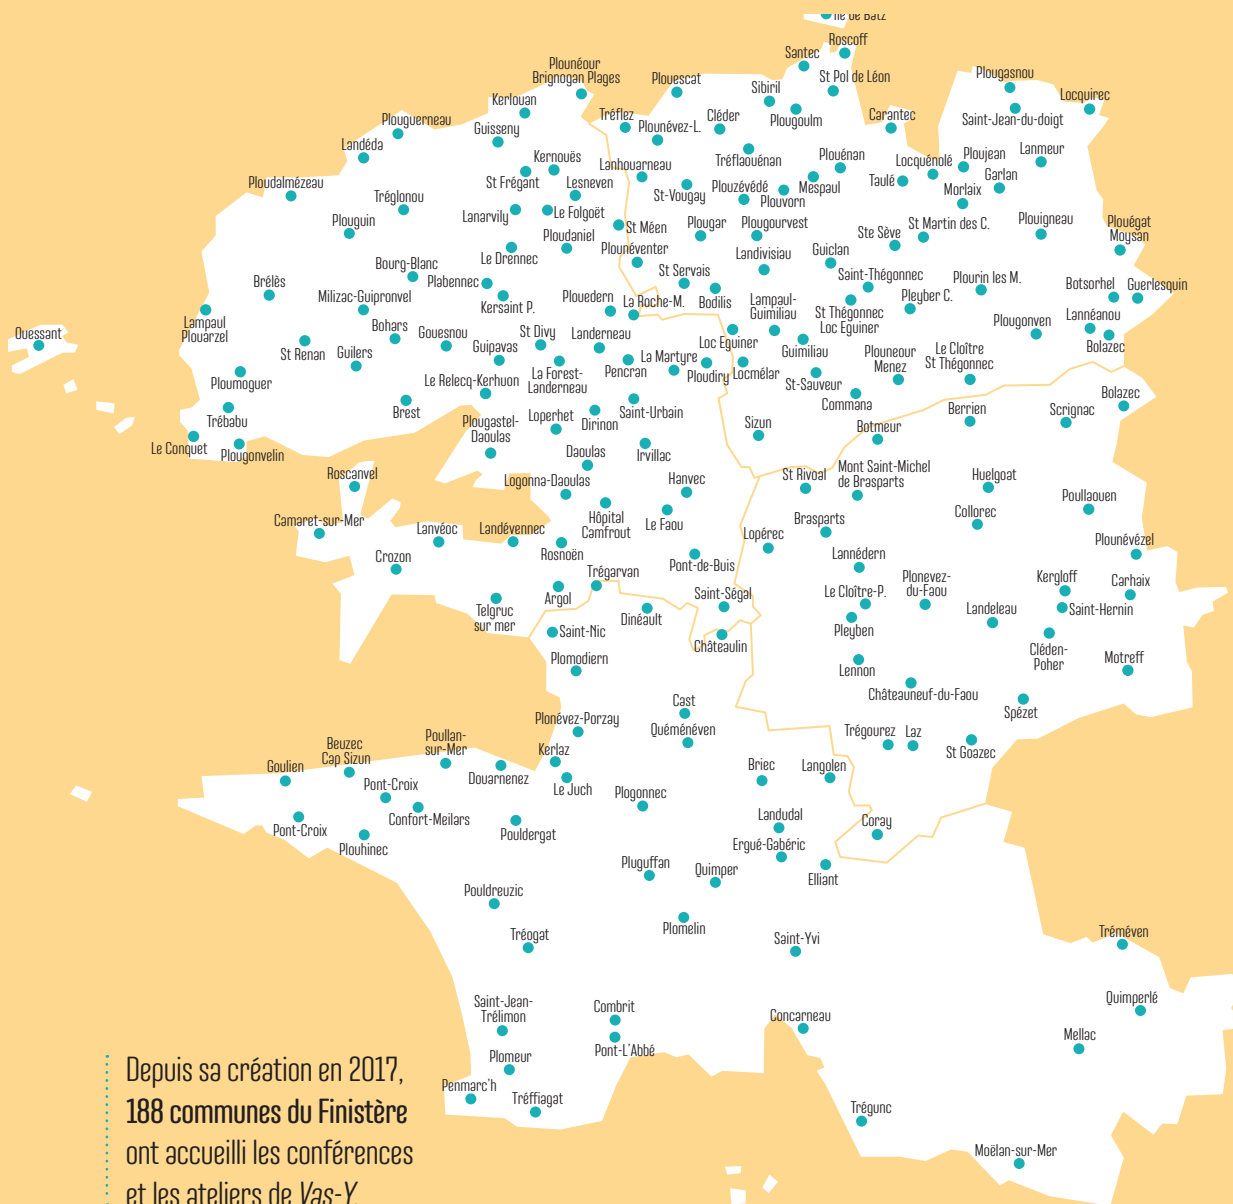 Île de Batz
Roscoff
Santec
Plounéour
Brignogan Plages
Plouescat
St Pol de Léon
Sibiril
Plougasnou
Locquirec
Kerlouan
Plouguerneau
Guisseny
Tréflez
Plounévez-L.
Cléder
Plougoulm
Carantec
Saint-Jean-du-doigt
Landéda
Kernouës
Lanhouarneau
Tréflaouénan
Plouénan
Locquénolé
Ploujean
Lanmeur
Ploudalmézeau
Tréglonou
St Frégant
Lesneven
St-Vougay
Plouzévédé
Plouvorn
Mespaul
Taulé
Morlaix
Garlan
Plouguin
Lanarvily
Le Folgoët
St Méen
Plougar
Plougourvest
Ste Sève
St Martin des C.
Plouigneau
Plouégat
Moysan
Ploudaniel
Le Drennec
Plounéventer
Landivisiau
Guiclan
Bourg-Blanc
Plabennec
St Servais
Saint-Thégonnec
Plourin les M.
Botsorhel
Guerlesquin
Brélès
Milizac-Guipronvel
Kersaint P.
Plouedern
La Roche-M.
Bodilis
Lampaul-
Guimiliau
St Thégonnec
Loc Eguiner
Pleyber C.
Plougonven
Lannéanou
Bolazec
Lampaul
Plouarzel
Ouessant
St Renan
Bohars
Gouesnou
Guilers
Guipavas
St Divy
Landerneau
La Forest-
Landerneau
Pencran
La Martyre
Ploudiry
Loc Eguiner
Locmélar
Guimiliau
St-Sauveur
Plouneour
Menez
Le Cloître
St Thégonnec
Ploumoguer
Le Relecq-Kerhuon
Commana
Bolazec
Trébabu
Brest
Plougastel-
Daoulas
Loperhet
Dirinon
Saint-Urbain
Sizun
Botmeur
Berrien
Scrignac
Le Conquet
Plougonvelin
Daoulas
Irvillac
Roscanvel
Logonna-Daoulas
Hanvec
St Rivoal
Mont Saint-Michel
de Brasparts
Huelgoat
Poullaouen
Camaret-sur-Mer
Lanvéoc
Landévennec
Hôpital
Camfrout
Le Faou
Brasparts
Collorec
Lopérec
Plounévézel
Crozon
Rosnoën
Pont-de-Buis
Lannédern
Trégarvan
Argol
Telgruc
sur mer
Saint-Ségal
Le Cloître-P.
Plonevez-
du-Faou
Kergloff
Carhaix
Landeleau
Saint-Hernin
Dinéault
Saint-Nic
Châteaulin
Pleyben
Cléden-
Poher
Motreff
Plomodiern
Lennon
Châteauneuf-du-Faou
Spézet
Cast
Plonévez-Porzay
Quéménéven
Trégourez
Laz
St Goazec
Beuzec
Cap Sizun
Poullan-
sur-Mer
Kerlaz
Goulien
Pont-Croix
Douarnenez
Le Juch
Briec
Langolen
Plogonnec
Pont-Croix
Confort-Meilars
Pouldergat
Landudal
Coray
Plouhinec
Ergué-Gabéric
Pluguffan
Quimper
Elliant
Pouldreuzic
Plomelin
Tréogat
Saint-Yvi
Tréméven
Saint-Jean-
Trélimon
Combrit
Concarneau
Quimperlé
Pont-L'Abbé
Mellac
Plomeur
Penmarc'h
Tréffiagat
Trégunc
Moëlan-sur-Mer
Depuis sa création en 2017,
188 communes du Finistère
ont accueilli les conférences
et les ateliers de Vas-Y.